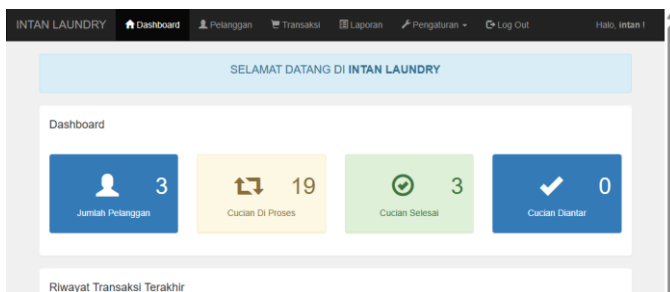 INTAN LAUNDRY Dashboard Pelanggan Transaksi Laporan Pengaturan Log Out Halo, intan !
SELAMAT DATANG DI INTAN LAUNDRY
Dashboard
3 19 3 0
Jumlah Pelanggan Cucian Di Proses Cucian Selesai Cucian Diantar
Riwayat Transaksi Terakhir